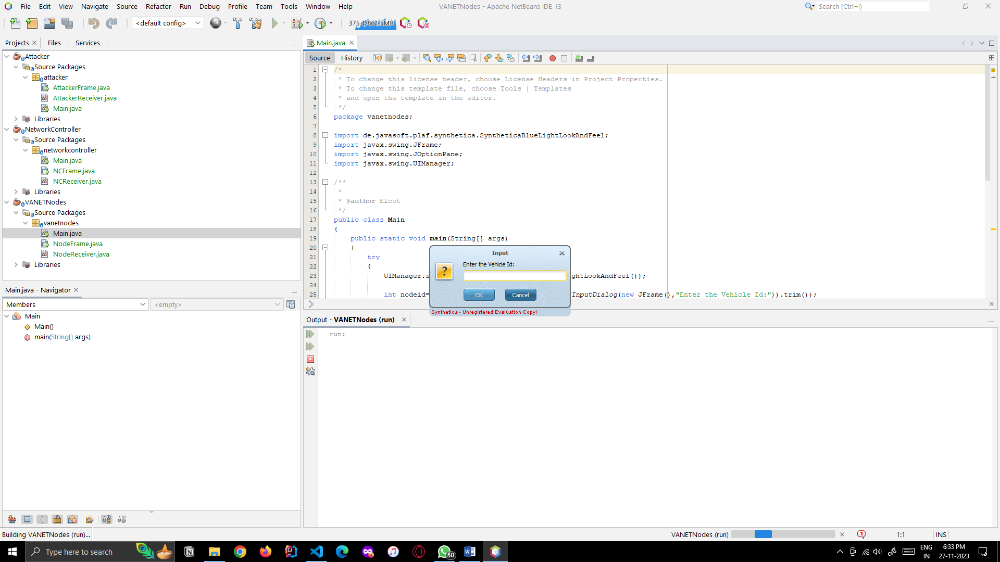 File Edit View Navigate Source Refactor Run Debug Profile Team Tools Window Help
VANETNodes - Apache NetBeans IDE 13
Search (Ctrl+I)
<default config>
375.4/861.5MB
Projects
Files
Services
Attacker
Source Packages
attacker
AttackerFrame.java
AttackerReceiver.java
Main.java
Libraries
NetworkController
Source Packages
networkcontroller
Main.java
NCFrame.java
NCReceiver.java
Libraries
VANETNodes
Source Packages
vanetnodes
Main.java
NodeFrame.java
NodeReceiver.java
Libraries
Main.java - Navigator
Members
<empty>
Main
Main()
main(String[] args)
Main.java
Source
History
1 /*
2 * To change this license header, choose License Headers in Project Properties.
3 * To change this template file, choose Tools | Templates
4 * and open the template in the editor.
5 */
6 package vanetnodes;
7
8 import de.javasoft.plaf.synthetica.SyntheticaBlueLightLookAndFeel;
9 import javax.swing.JFrame;
10 import javax.swing.JOptionPane;
11 import javax.swing.UIManager;
12
13 /**
14 *
15 * @author Elcot
16 */
17 public class Main
18 {
19 public static void main(String[] args)
20 {
21 try
22 {
23 UIManager.s ghtLookAndFeel());
24
25 int nodeid= InputDialog(new JFrame(),"Enter the Vehicle Id:")).trim());
Input
Enter the Vehicle Id:
?
OK
Cancel
Synthetica - Unregistered Evaluation Copy!
Output - VANETNodes (run)
run:
Building VANETNodes (run)...
VANETNodes (run)
1
1:1
INS
Type here to search
50
ENG
IN
6:33 PM
27-11-2023